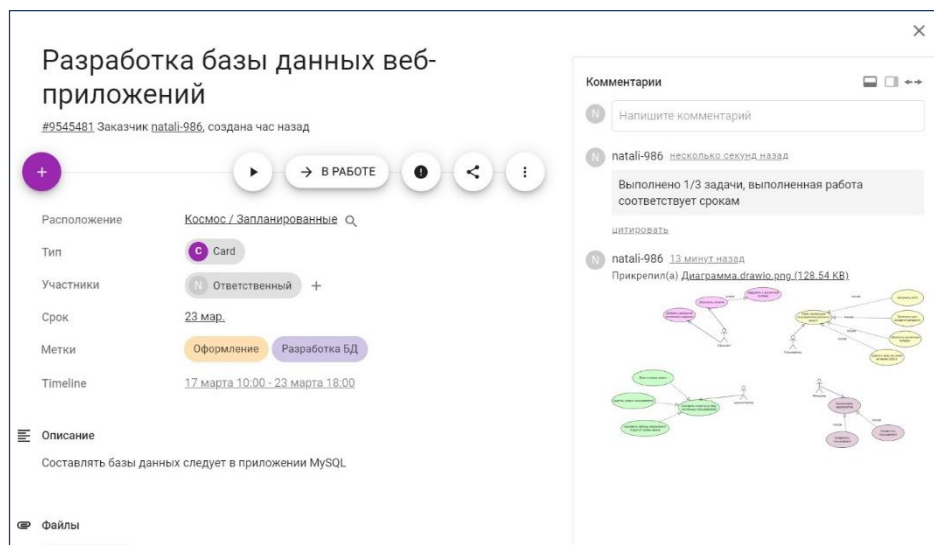 Разработка базы данных веб-
приложений
#9545481 Заказчик natali-986, создана час назад
В РАБОТЕ
Расположение
Космос / Запланированные
Тип
C Card
Участники
N Ответственный
Срок
23 мар.
Метки
Оформление Разработка БД
Timeline
17 марта 10:00 - 23 марта 18:00
Описание
Составлять базы данных следует в приложении MySQL
Файлы
Комментарии
N Напишите комментарий
N natali-986 несколько секунд назад
Выполнено 1/3 задачи, выполненная работа
соответствует срокам
цитировать
N natali-986 13 минут назад
Прикрепил(а) Диаграмма.drawio.png (128.54 KB)